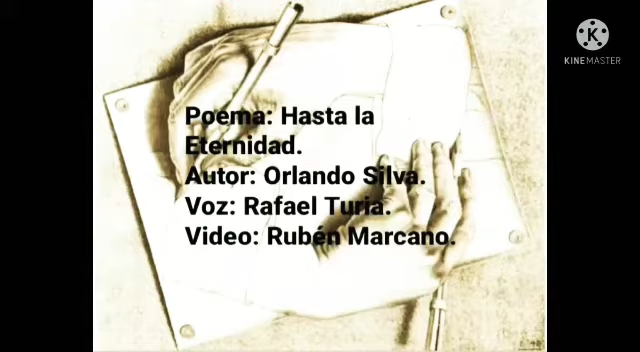 Poema: Hasta la
Eternidad.
Autor: Orlando Silva.
Voz: Rafael Turia.
Video: Rubén Marcano.
K
KINEMASTER